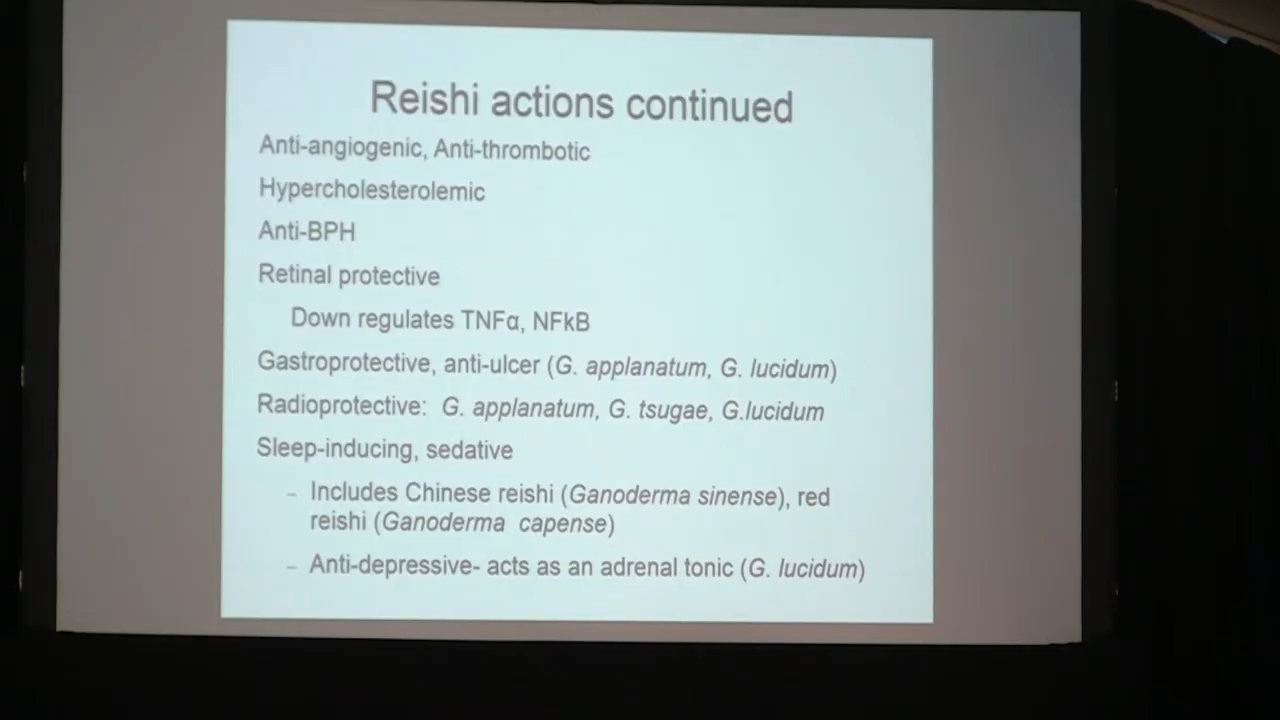 Reishi actions continued
Anti-angiogenic, Anti-thrombotic
Hypercholesterolemic
Anti-BPH
Retinal protective
Down regulates TNFα, NFkB
Gastroprotective, anti-ulcer (G. applanatum, G. lucidum)
Radioprotective: G. applanatum, G. tsugae, G.lucidum
Sleep-inducing, sedative
– Includes Chinese reishi (Ganoderma sinense), red
reishi (Ganoderma capense)
– Anti-depressive- acts as an adrenal tonic (G. lucidum)